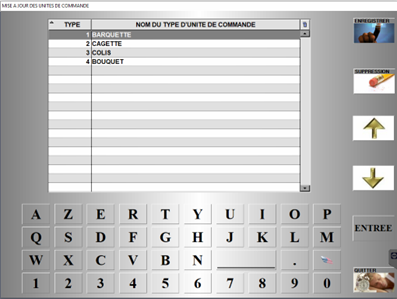 MISE A JOUR DES UNITES DE COMMANDE
TYPE NOM DU TYPE D'UNITE DE COMMANDE
1 BARQUETTE
2 CAGETTE
3 COLIS
4 BOUQUET
ENREGISTRER
SUPPRESSION
A Z E R T Y U I O P
Q S D F G H J K L M
ENTREE
W X C V B N .
QUITTER
1 2 3 4 5 6 7 8 9 0